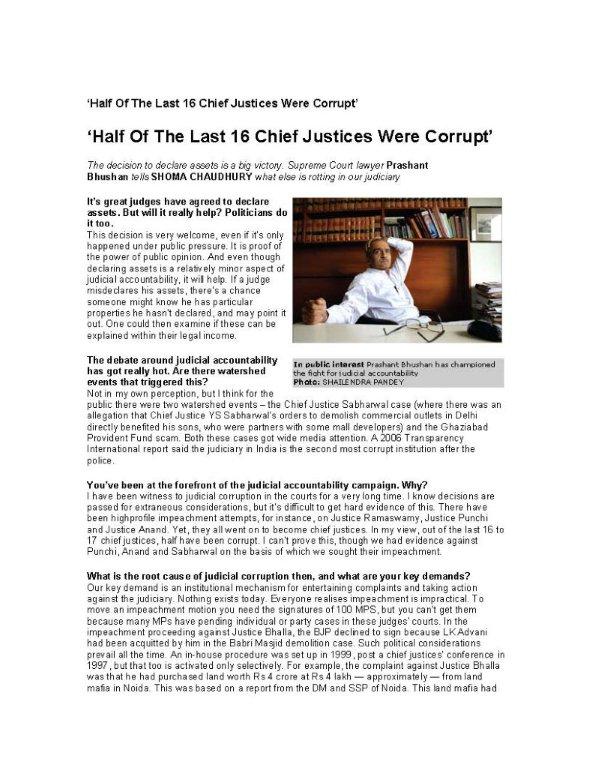 ‘Half Of The Last 16 Chief Justices Were Corrupt’
‘Half Of The Last 16 Chief Justices Were Corrupt’
The decision to declare assets is a big victory. Supreme Court lawyer Prashant
Bhushan tells SHOMA CHAUDHURY what else is rotting in our judiciary
It's great judges have agreed to declare
assets. But will it really help? Politicians do
it too.
This decision is very welcome, even if it's only
happened under public pressure. It is proof of
the power of public opinion. And even though
declaring assets is a relatively minor aspect of
judicial accountability, it will help. If a judge
misdeclares his assets, there's a chance
someone might know he has particular
properties he hasn't declared, and may point it
out. One could then examine if these can be
explained within their legal income.
In public interest Prashant Bhushan has championed
the fight for judicial accountability
Photo: SHAILENDRA PANDEY
The debate around judicial accountability
has got really hot. Are there watershed
events that triggered this?
Not in my own perception, but I think for the
public there were two watershed events – the Chief Justice Sabharwal case (where there was an
allegation that Chief Justice YS Sabharwal's orders to demolish commercial outlets in Delhi
directly benefited his sons, who were partners with some mall developers) and the Ghaziabad
Provident Fund scam. Both these cases got wide media attention. A 2006 Transparency
International report said the judiciary in India is the second most corrupt institution after the
police.
You've been at the forefront of the judicial accountability campaign. Why?
I have been witness to judicial corruption in the courts for a very long time. I know decisions are
passed for extraneous considerations, but it's difficult to get hard evidence of this. There have
been highprofile impeachment attempts, for instance, on Justice Ramaswamy, Justice Punchi
and Justice Anand. Yet, they all went on to become chief justices. In my view, out of the last 16 to
17 chief justices, half have been corrupt. I can't prove this, though we had evidence against
Punchi, Anand and Sabharwal on the basis of which we sought their impeachment.
What is the root cause of judicial corruption then, and what are your key demands?
Our key demand is an institutional mechanism for entertaining complaints and taking action
against the judiciary. Nothing exists today. Everyone realises impeachment is impractical. To
move an impeachment motion you need the signatures of 100 MPS, but you can't get them
because many MPs have pending individual or party cases in these judges' courts. In the
impeachment proceeding against Justice Bhalla, the BJP declined to sign because LK Advani
had been acquitted by him in the Babri Masjid demolition case. Such political considerations
prevail all the time. An in-house procedure was set up in 1999, post a chief justices' conference in
1997, but that too is activated only selectively. For example, the complaint against Justice Bhalla
was that he had purchased land worth Rs 4 crore at Rs 4 lakh — approximately — from land
mafia in Noida. This was based on a report from the DM and SSP of Noida. This land mafia had